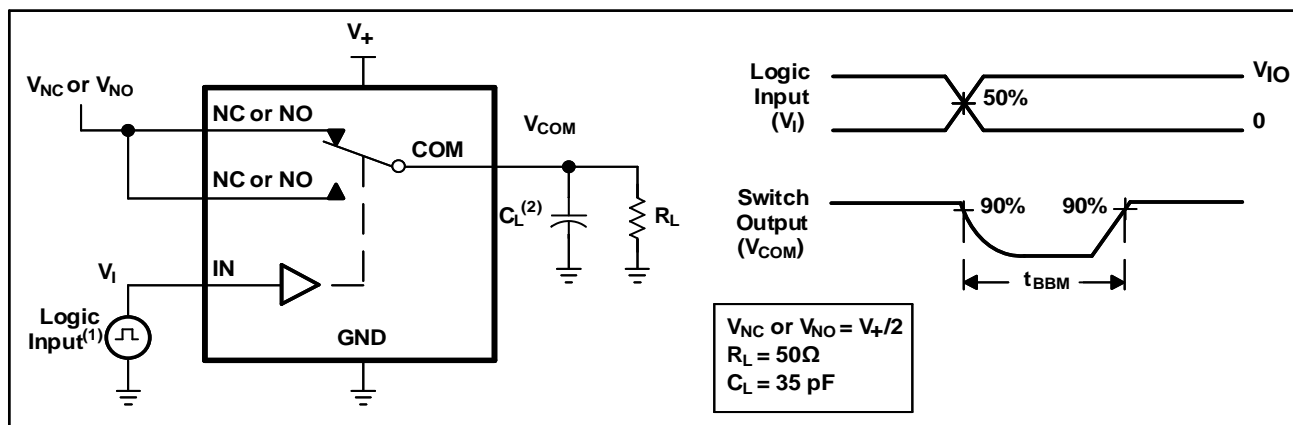 V+
VNC or VNO
NC or NO
NC or NO
COM
VCOM
CL(2)
RL
VI
IN
Logic
Input(1)
GND
Logic
Input
(VI)
50%
VIO
0
Switch
Output
(VCOM)
90%
90%
tBBM
VNC or VNO = V+/2
RL = 50Ω
CL = 35 pF